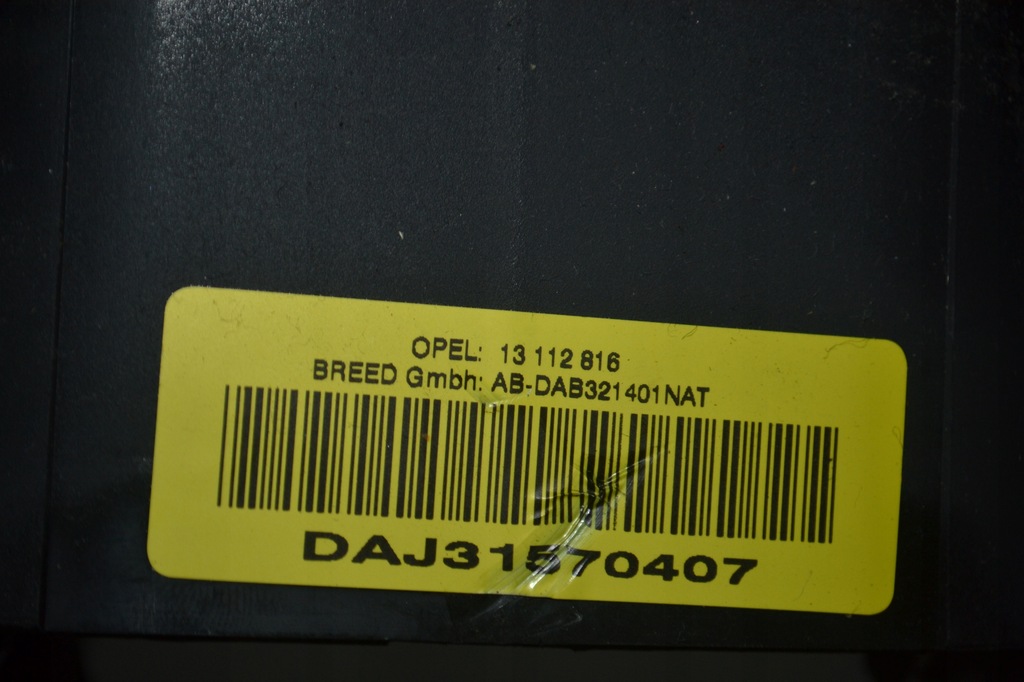 OPEL: 13 112 816
BREED Gmbh: AB-DAB321401NAT
DAJ31570407